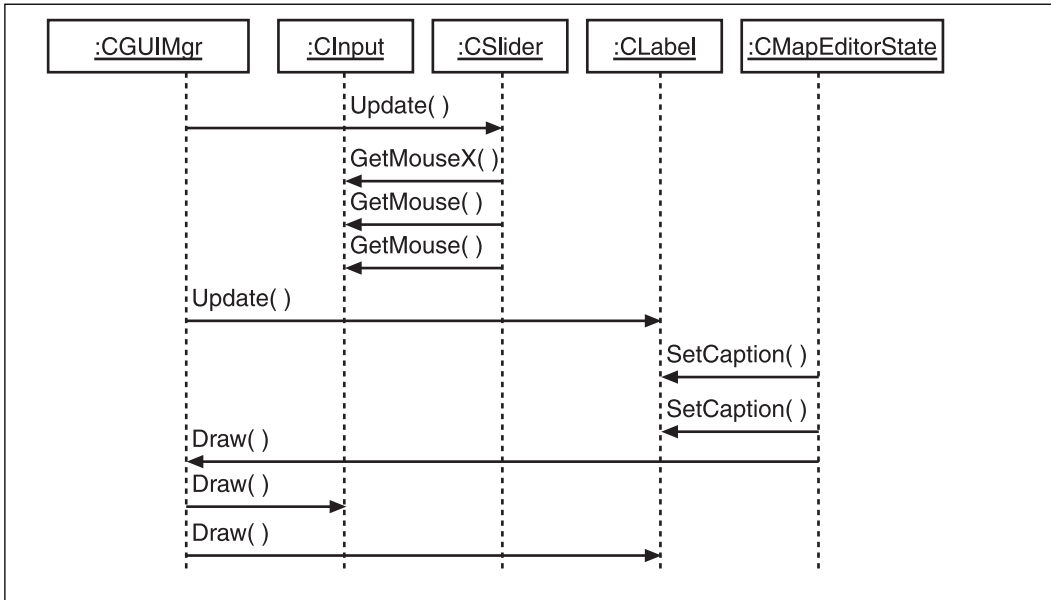 :CGUIMgr
:CInput
:CSlider
:CLabel
:CMapEditorState
Update( )
GetMouseX( )
GetMouse( )
GetMouse( )
Update( )
SetCaption( )
SetCaption( )
Draw( )
Draw( )
Draw( )